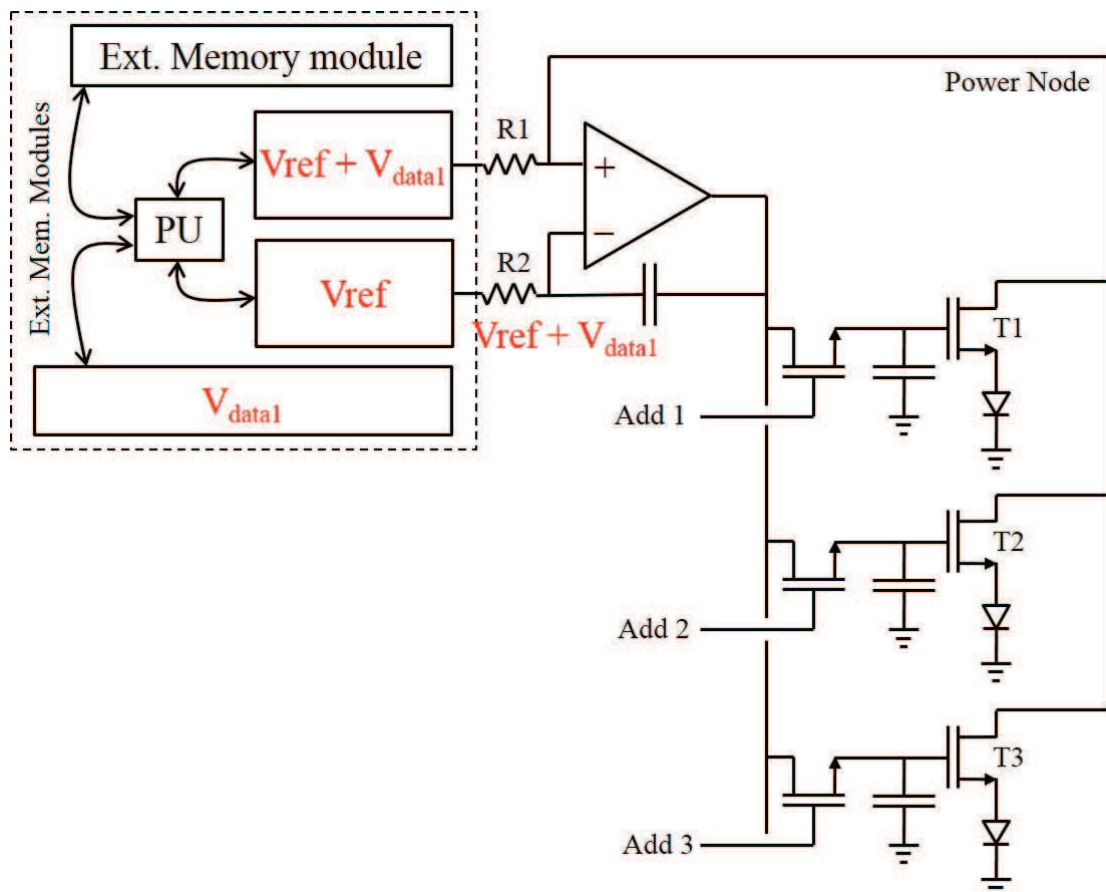 Ext. Memory module
Power Node
Ext. Mem. Modules
R1
Vref + Vdata1
+
PU
−
R2
Vref
Vref + Vdata1
T1
Vdata1
Add 1
T2
Add 2
T3
Add 3